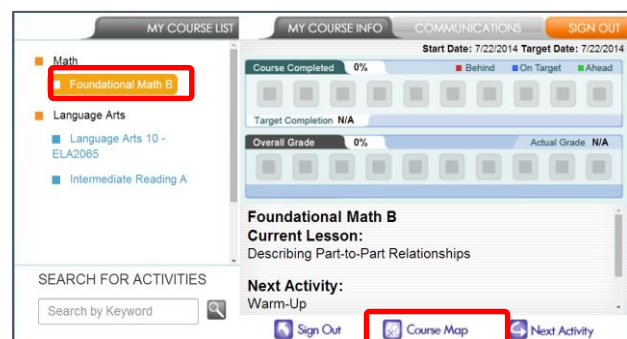 MY COURSE LIST
MY COURSE INFO
COMMUNICATIONS
SIGN OUT
Start Date: 7/22/2014 Target Date: 7/22/2014
Math
Foundational Math B
Language Arts
Language Arts 10 -
ELA2065
Intermediate Reading A
Course Completed 0%
Behind On Target Ahead
Target Completion N/A
Overall Grade 0% Actual Grade N/A
Foundational Math B
Current Lesson:
Describing Part-to-Part Relationships
Next Activity:
Warm-Up
SEARCH FOR ACTIVITIES
Search by Keyword
Sign Out
Course Map
Next Activity